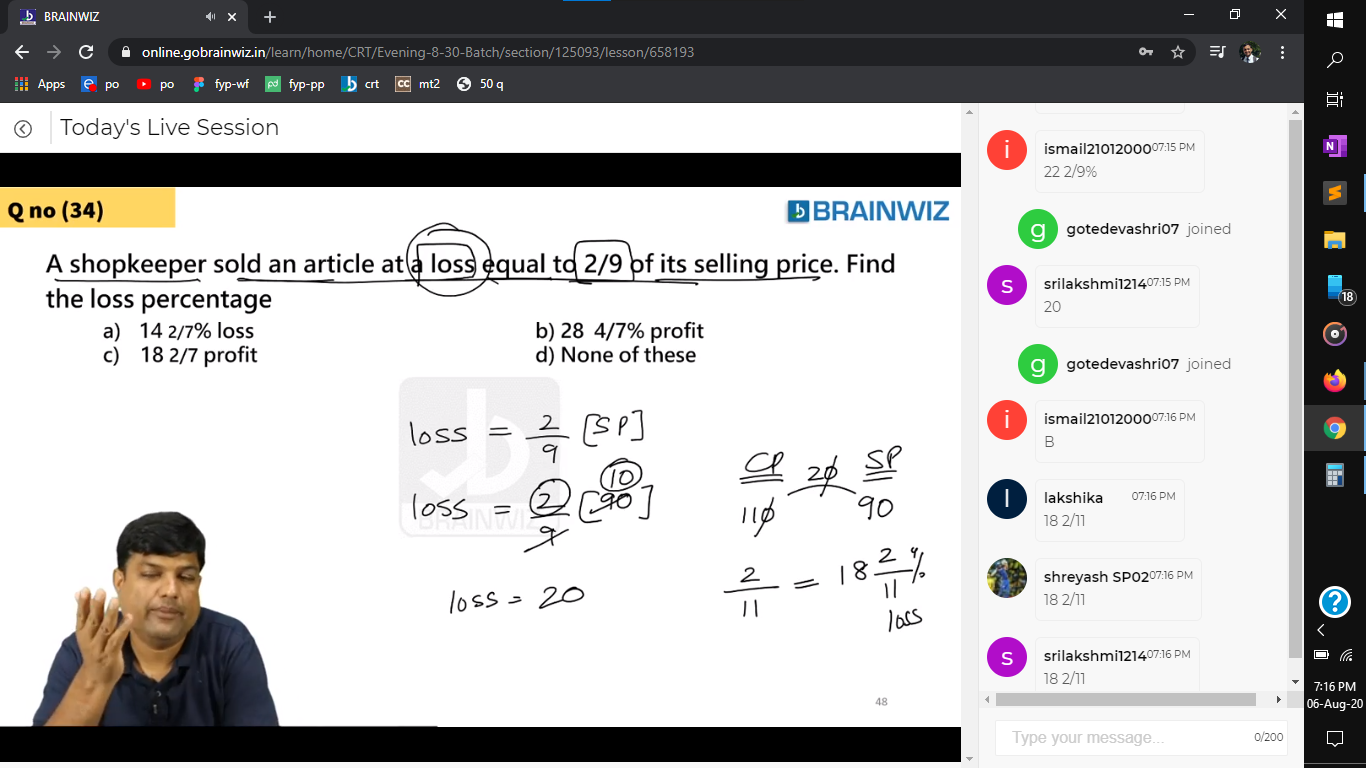 BRAINWIZ
online.gobrainwiz.in/learn/home/CRT/Evening-8-30-Batch/section/125093/lesson/658193
Apps po po fyp-wf fyp-pp crt CC mt2 50 q
Today's Live Session
Q no (34)
BRAINWIZ
A shopkeeper sold an article at a loss equal to 2/9 of its selling price. Find
the loss percentage
a) 14 2/7% loss
b) 28 4/7% profit
c) 18 2/7 profit
d) None of these
BRAINWIZ
loss = 2/9 [SP]
loss = 2/9 [90] 10
loss = 20
CP 20 SP
110 90
2/11 = 18 2/11 %
loss
48
i
ismail21012000 07:15 PM
22 2/9%
g
gotedevashri07 joined
s
srilakshmi1214 07:15 PM
20
g
gotedevashri07 joined
i
ismail21012000 07:16 PM
B
l
lakshika 07:16 PM
18 2/11
shreyash SP02 07:16 PM
18 2/11
s
srilakshmi1214 07:16 PM
18 2/11
Type your message... 0/200
N
18
?
7:16 PM
06-Aug-20